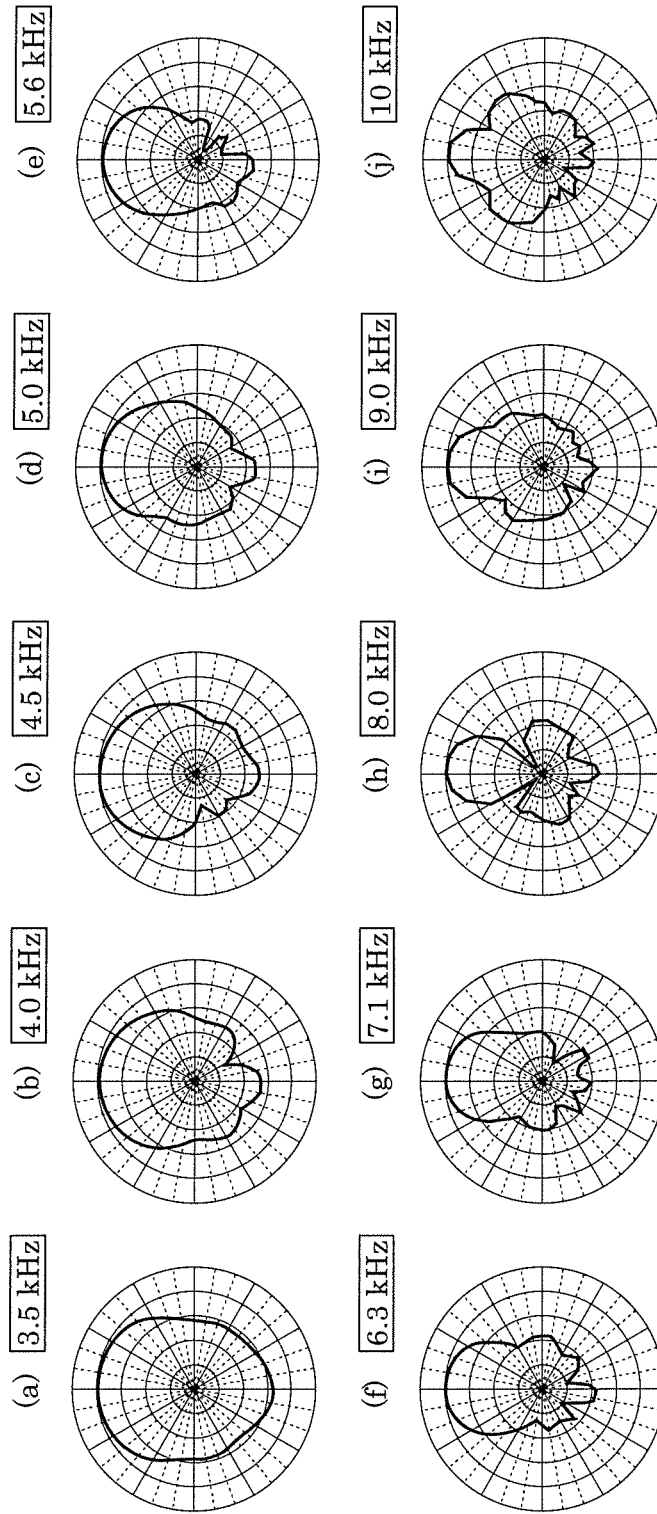 (a) 3.5 kHz
(b) 4.0 kHz
(c) 4.5 kHz
(d) 5.0 kHz
(e) 5.6 kHz
(f) 6.3 kHz
(g) 7.1 kHz
(h) 8.0 kHz
(i) 9.0 kHz
(j) 10 kHz